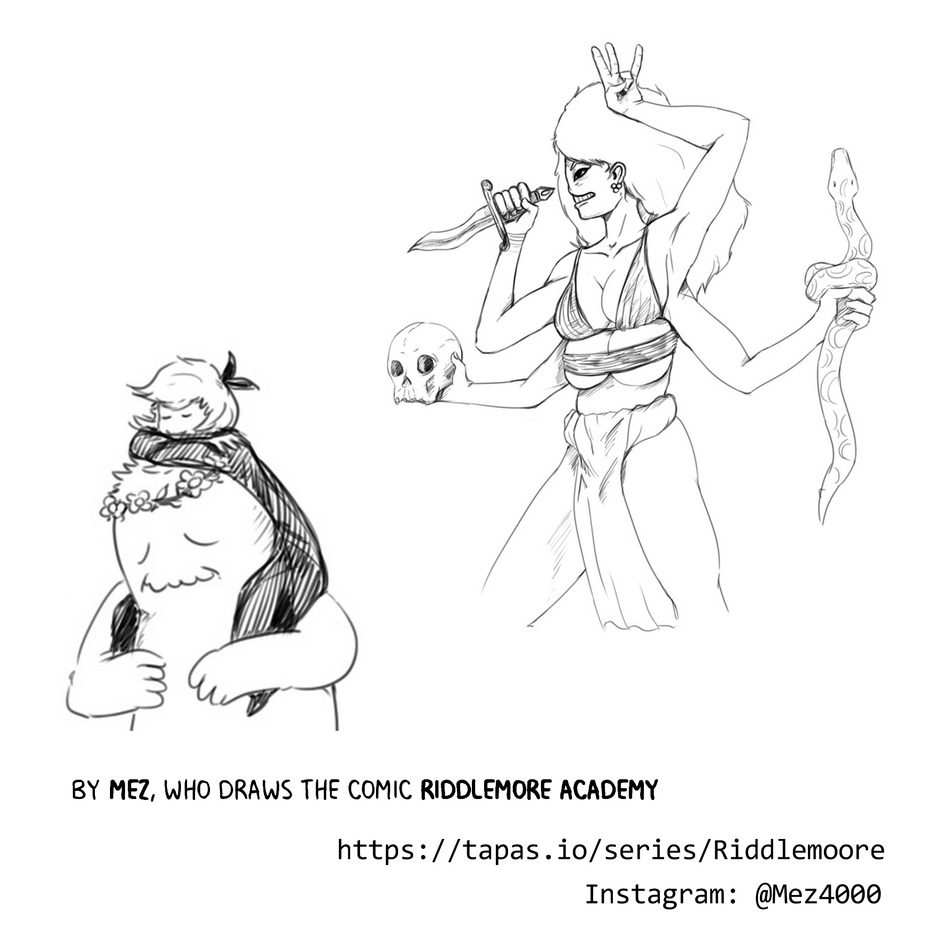 BY MEZ, WHO DRAWS THE COMIC RIDDLEMORE ACADEMY
https://tapas.io/series/Riddlemoore
Instagram: @Mez4000